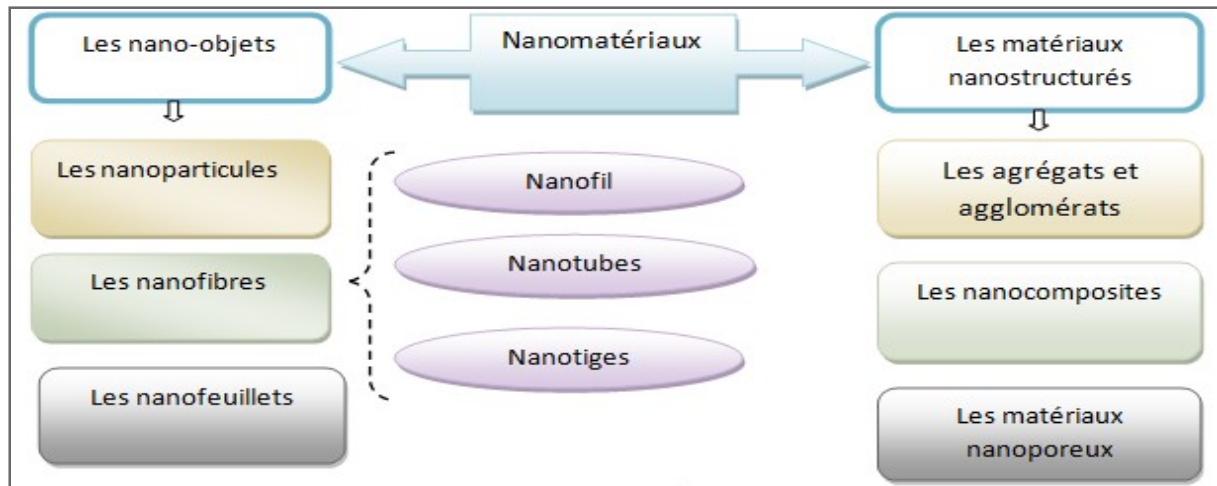 Les nano-objets
Nanomatériaux
Les matériaux
nanostructurés
Les nanoparticules
Les nanofibres
Les nanofeuillets
Nanofil
Nanotubes
Nanotiges
Les agrégats et
agglomérats
Les nanocomposites
Les matériaux
nanoporeux